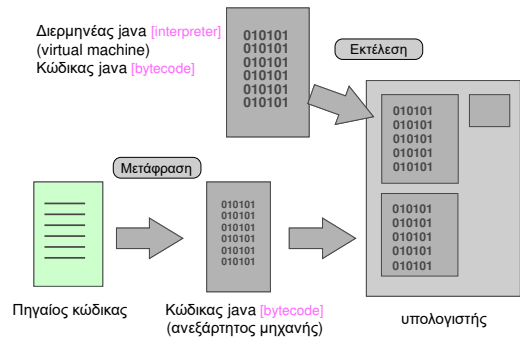 Διερμηνέας java [interpreter]
(virtual machine)
Κώδικας java [bytecode]
010101
010101
010101
010101
010101
010101
Εκτέλεση
010101
010101
010101
010101
010101
Μετάφραση
010101
010101
010101
010101
010101
010101
010101
010101
010101
010101
Πηγαίος κώδικας
Κώδικας java [bytecode]
(ανεξάρτητος μηχανής)
υπολογιστής